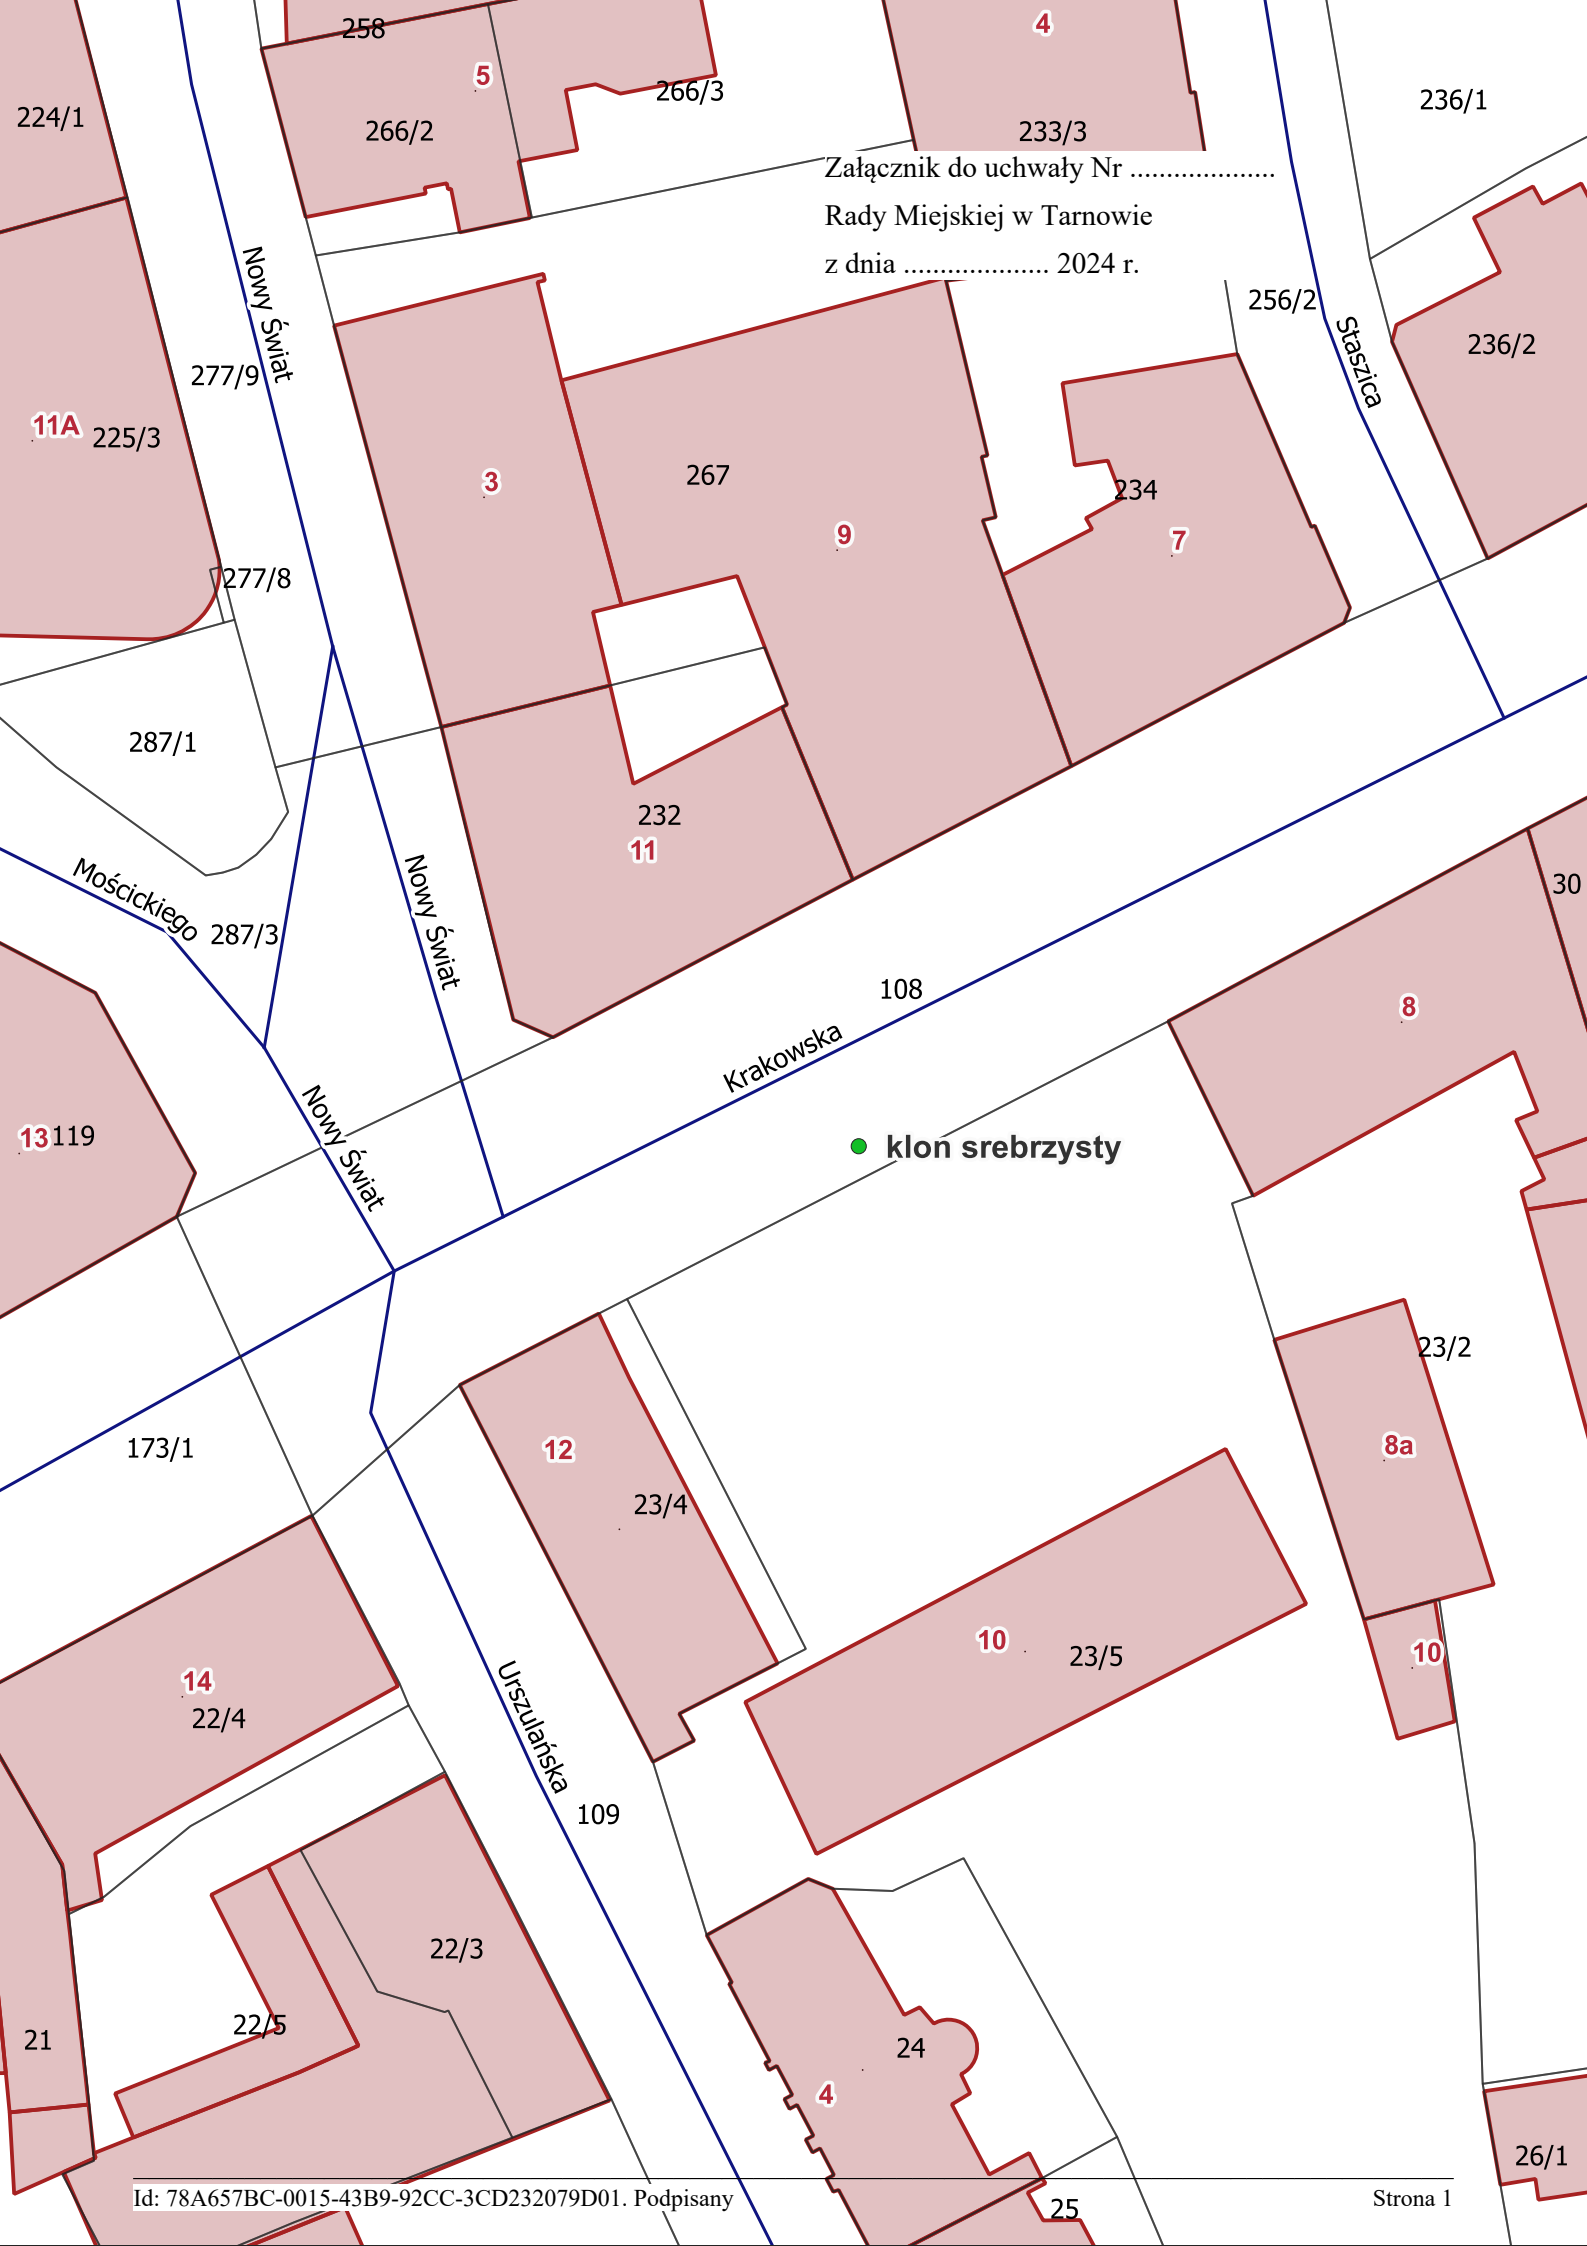 258
4
5
266/3
236/1
224/1
266/2
233/3
Załącznik do uchwały Nr ....................
Rady Miejskiej w Tarnowie
z dnia .................... 2024 r.
Nowy Świat
256/2
Staszica
236/2
277/9
11A
225/3
3
267
234
9
7
277/8
287/1
232
11
Mościckiego
287/3
Nowy Świat
30
108
8
Krakowska
13
119
Nowy Świat
klon srebrzysty
23/2
173/1
12
8a
23/4
10
23/5
10
14
22/4
Urszulańska
109
22/3
22/5
21
24
4
26/1
Id: 78A657BC-0015-43B9-92CC-3CD232079D01. Podpisany
Strona 1
25